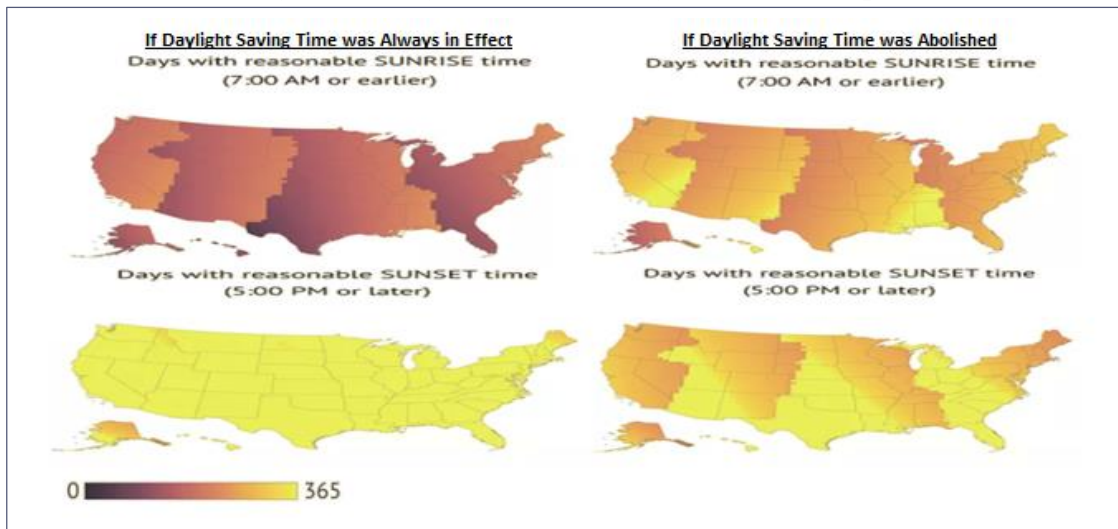 If Daylight Saving Time was Always in Effect
Days with reasonable SUNRISE time
(7:00 AM or earlier)
If Daylight Saving Time was Abolished
Days with reasonable SUNRISE time
(7:00 AM or earlier)
Days with reasonable SUNSET time
(5:00 PM or later)
Days with reasonable SUNSET time
(5:00 PM or later)
0 365